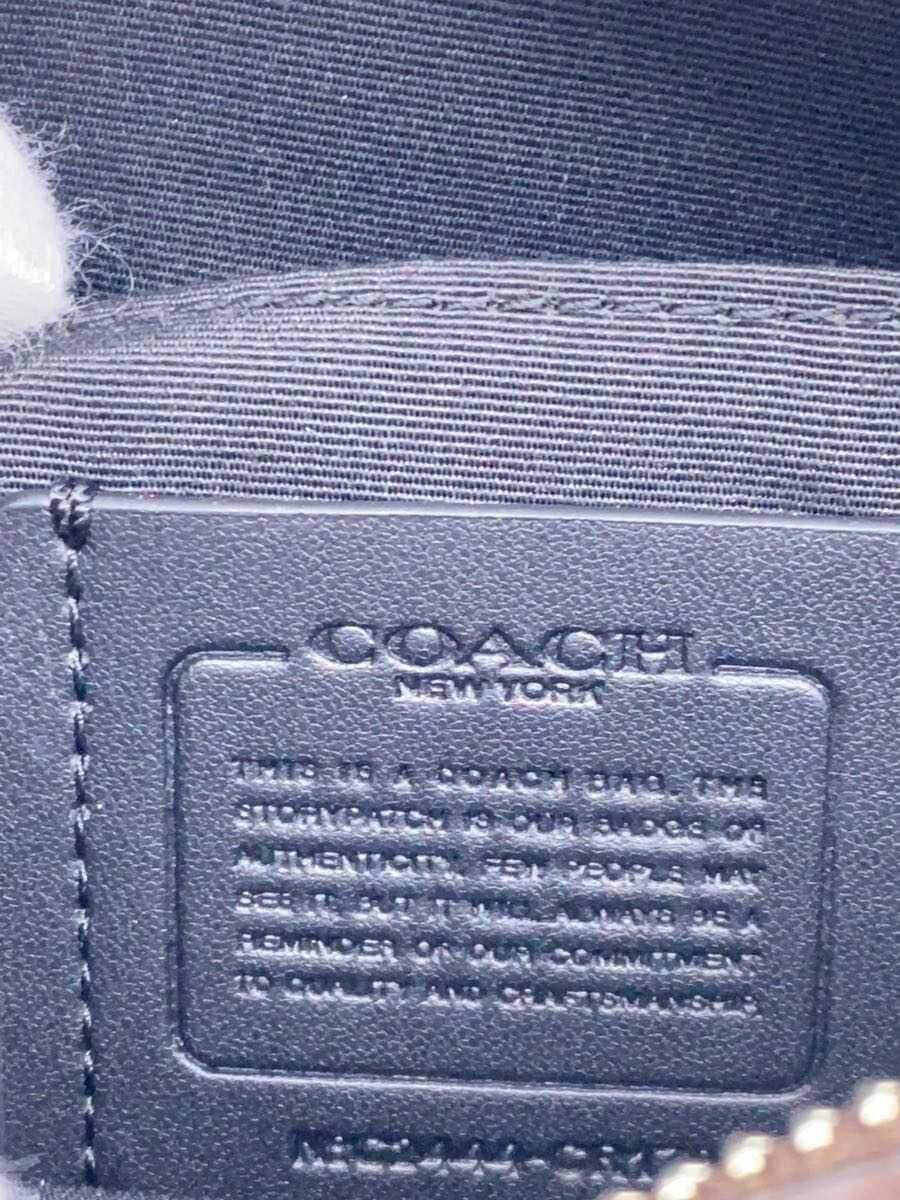 COACH
NEW YORK
THIS IS A COACH BAG. THE
STORYPATCH IS OUR BADGE OF
AUTHENTICITY. FEW PEOPLE MAY
SEE IT, BUT IT WILL ALWAYS BE A
REMINDER OF OUR COMMITMENT
TO QUALITY AND CRAFTSMANSHIP.